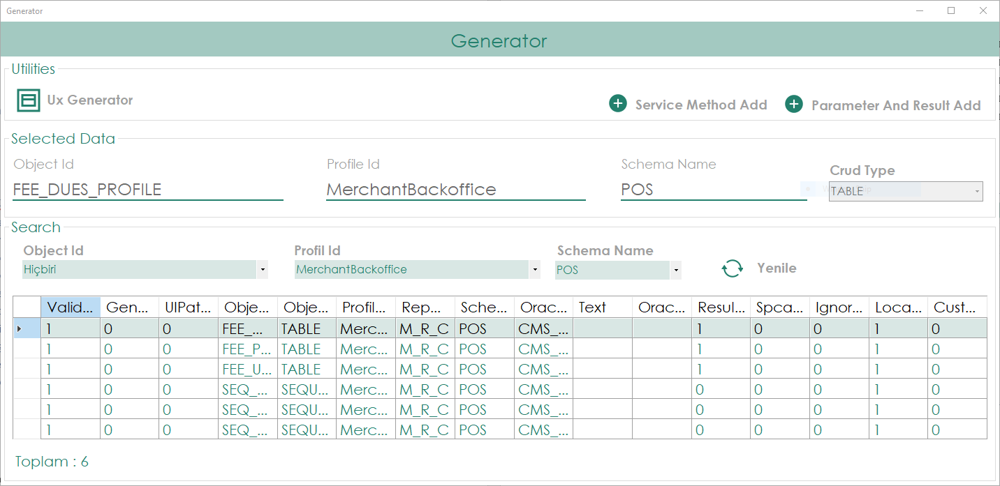 Generator
Generator
Utilities
Ux Generator Service Method Add Parameter And Result Add
Selected Data
Object Id Profile Id Schema Name Crud Type
FEE_DUES_PROFILE MerchantBackoffice POS TABLE
Search
Object Id Profil Id Schema Name
Hiçbiri MerchantBackoffice POS Yenile
Valid... Gen... UIPat... Obje... Obje... Profil... Rep... Sche... Orac... Text Orac... Resul... Spca... Ignor... Loca... Cust...
1 0 0 FEE_... TABLE Merc... M_R_C POS CMS_... 1 0 0 1 0
1 0 0 FEE_P... TABLE Merc... M_R_C POS CMS_... 1 0 0 1 0
1 0 0 FEE_U... TABLE Merc... M_R_C POS CMS_... 1 0 0 1 0
1 0 0 SEQ_... SEQU... Merc... M_R_C POS CMS_... 0 0 0 1 0
1 0 0 SEQ_... SEQU... Merc... M_R_C POS CMS_... 0 0 0 1 0
1 0 0 SEQ_... SEQU... Merc... M_R_C POS CMS_... 0 0 0 1 0
Toplam : 6